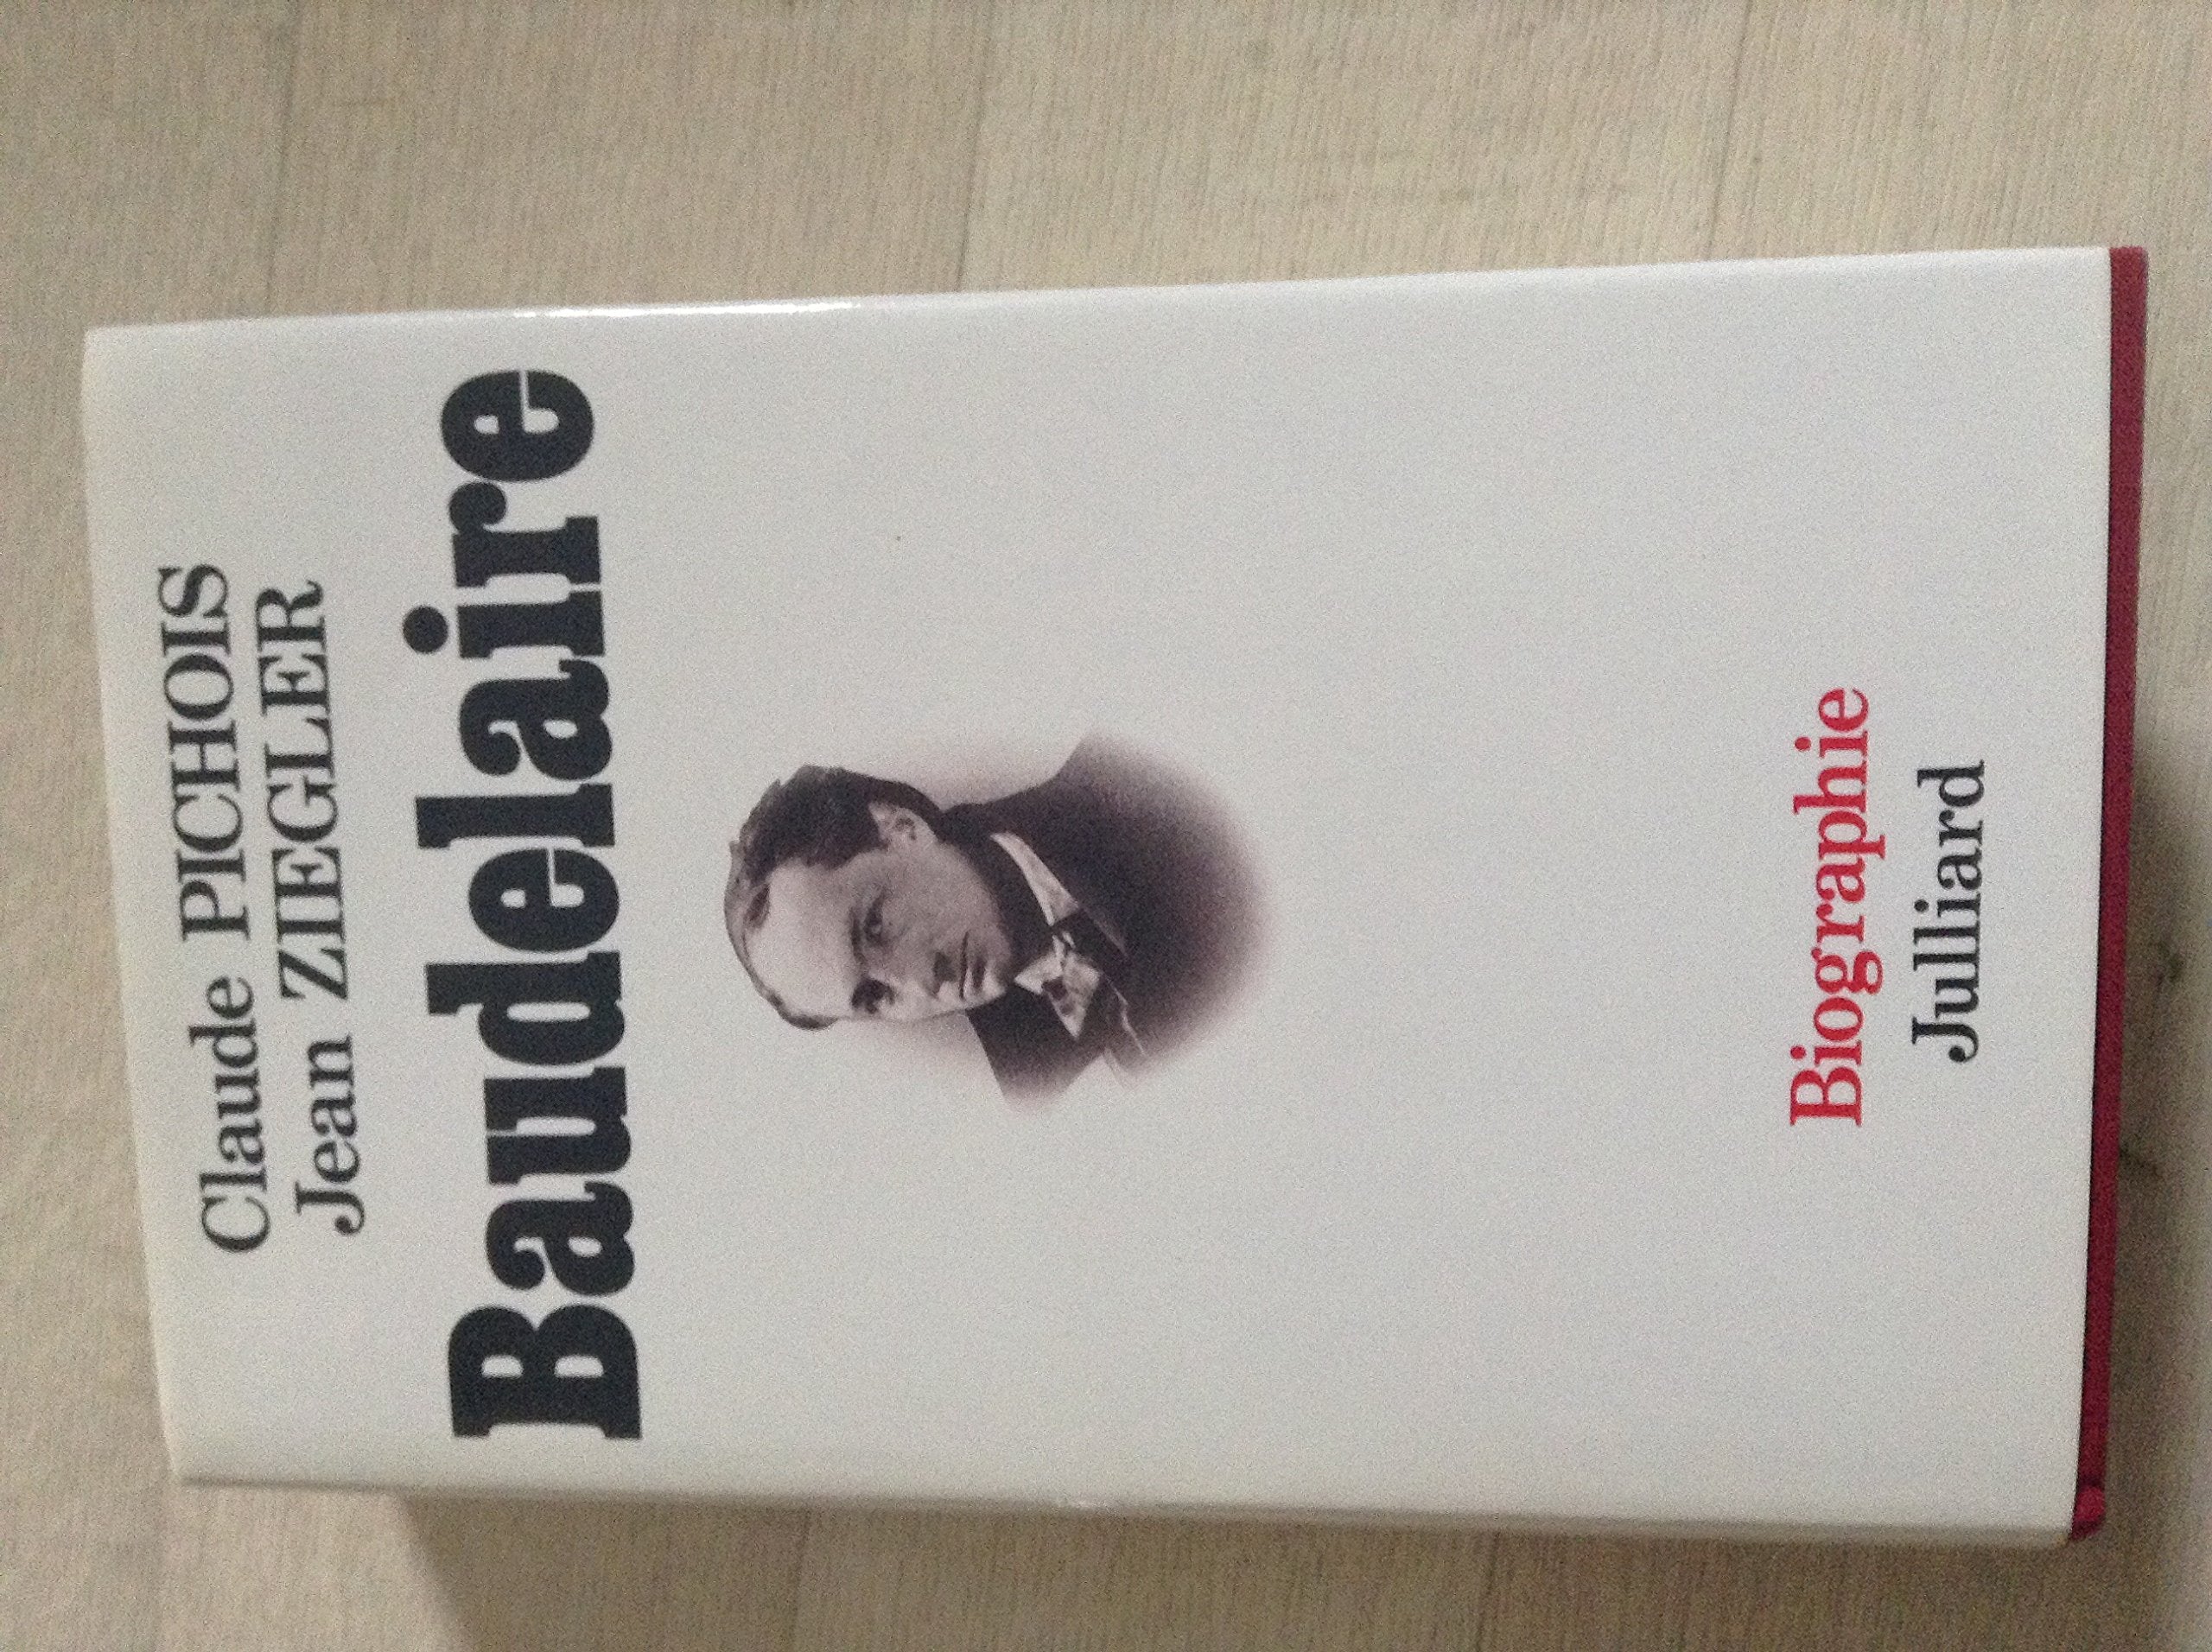 Claude PICHOIS
Jean ZIEGLER
Baudelaire
Biographie
Julliard